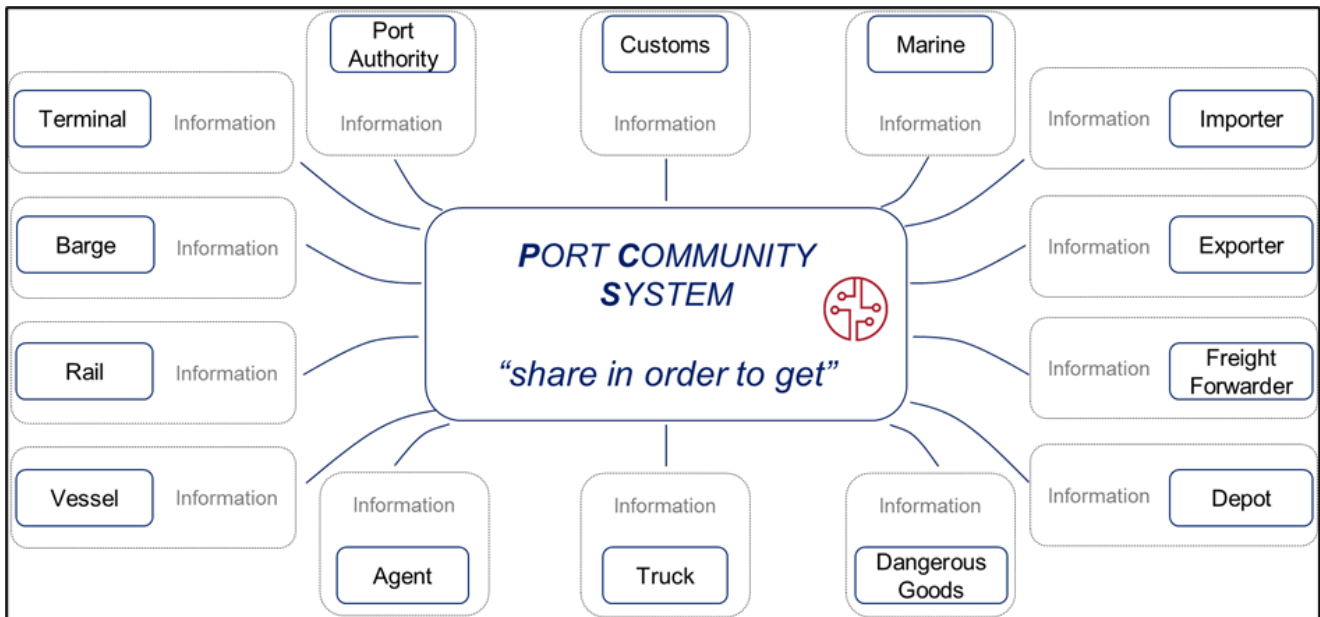 Port
Authority
Information
Customs
Information
Marine
Information
Terminal
Information
Barge
Information
Rail
Information
Vessel
Information
PORT COMMUNITY
SYSTEM
“share in order to get”
Information
Importer
Information
Exporter
Information
Freight
Forwarder
Information
Depot
Information
Agent
Information
Truck
Information
Dangerous
Goods